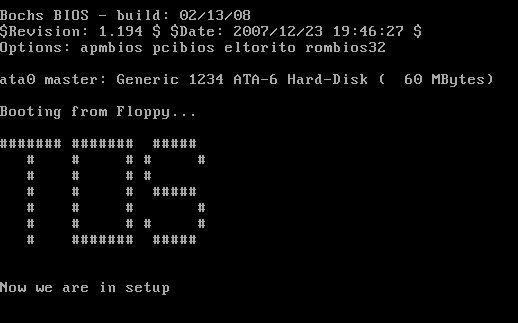 Bochs BIOS - build: 02/13/08
$Revision: 1.194 $ $Date: 2007/12/23 19:46:27 $
Options: apmbios pcibios eltorito rombios32
ata0 master: Generic 1234 ATA-6 Hard-Disk (  60 MBytes)
Booting from Floppy...
TOS
Now we are in setup